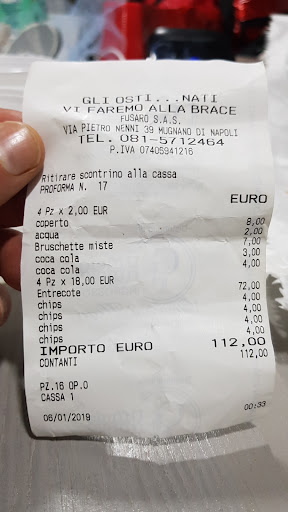 GLI OSTI...NATI
VI FAREMO ALLA BRACE
FUSARO S.A.S.
VIA PIETRO NENNI 39 MUGNANO DI NAPOLI
TEL. 081-5712464
P.IVA 07405941216
Ritirare scontrino alla cassa
PROFORMA N. 17
EURO
4 Pz x 2,00 EUR
coperto 8,00
acqua 2,00
Bruschette miste 7,00
coca cola 3,00
coca cola 4,00
4 Pz x 18,00 EUR
Entrecote 72,00
chips 4,00
chips 4,00
chips 4,00
chips 4,00
IMPORTO EURO 112,00
CONTANTI 112,00
PZ.16 OP.0
CASSA 1
06/01/2019 00:33